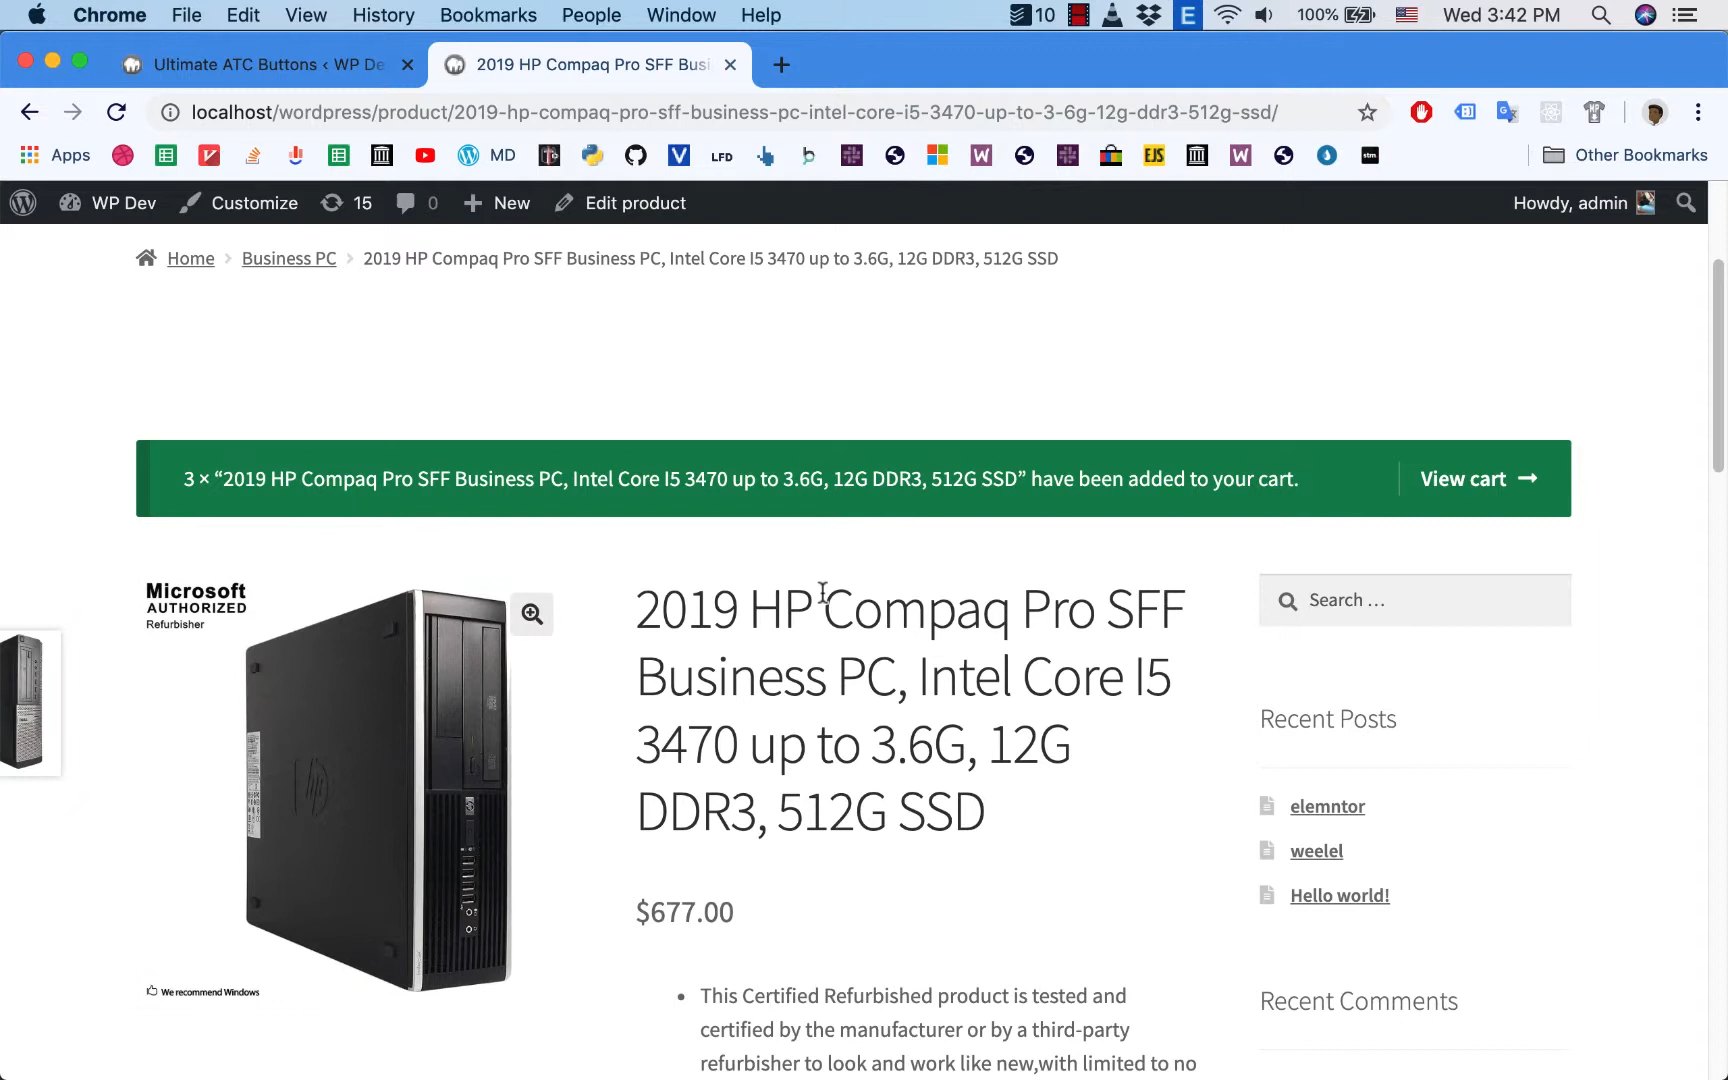 Chrome File Edit View History Bookmarks People Window Help 10 E 100% Wed 3:42 PM
Ultimate ATC Buttons ‹ WP De 2019 HP Compaq Pro SFF Busi
localhost/wordpress/product/2019-hp-compaq-pro-sff-business-pc-intel-core-i5-3470-up-to-3-6g-12g-ddr3-512g-ssd/
Apps MD LFD EJS stm Other Bookmarks
WP Dev Customize 15 0 New Edit product Howdy, admin
Home Business PC 2019 HP Compaq Pro SFF Business PC, Intel Core I5 3470 up to 3.6G, 12G DDR3, 512G SSD
3 × “2019 HP Compaq Pro SFF Business PC, Intel Core I5 3470 up to 3.6G, 12G DDR3, 512G SSD” have been added to your cart. View cart
Microsoft
AUTHORIZED
Refurbisher
We recommend Windows
2019 HP Compaq Pro SFF
Business PC, Intel Core I5
3470 up to 3.6G, 12G
DDR3, 512G SSD
$677.00
• This Certified Refurbished product is tested and
certified by the manufacturer or by a third-party
refurbisher to look and work like new,with limited to no
Search …
Recent Posts
elemntor
weelel
Hello world!
Recent Comments